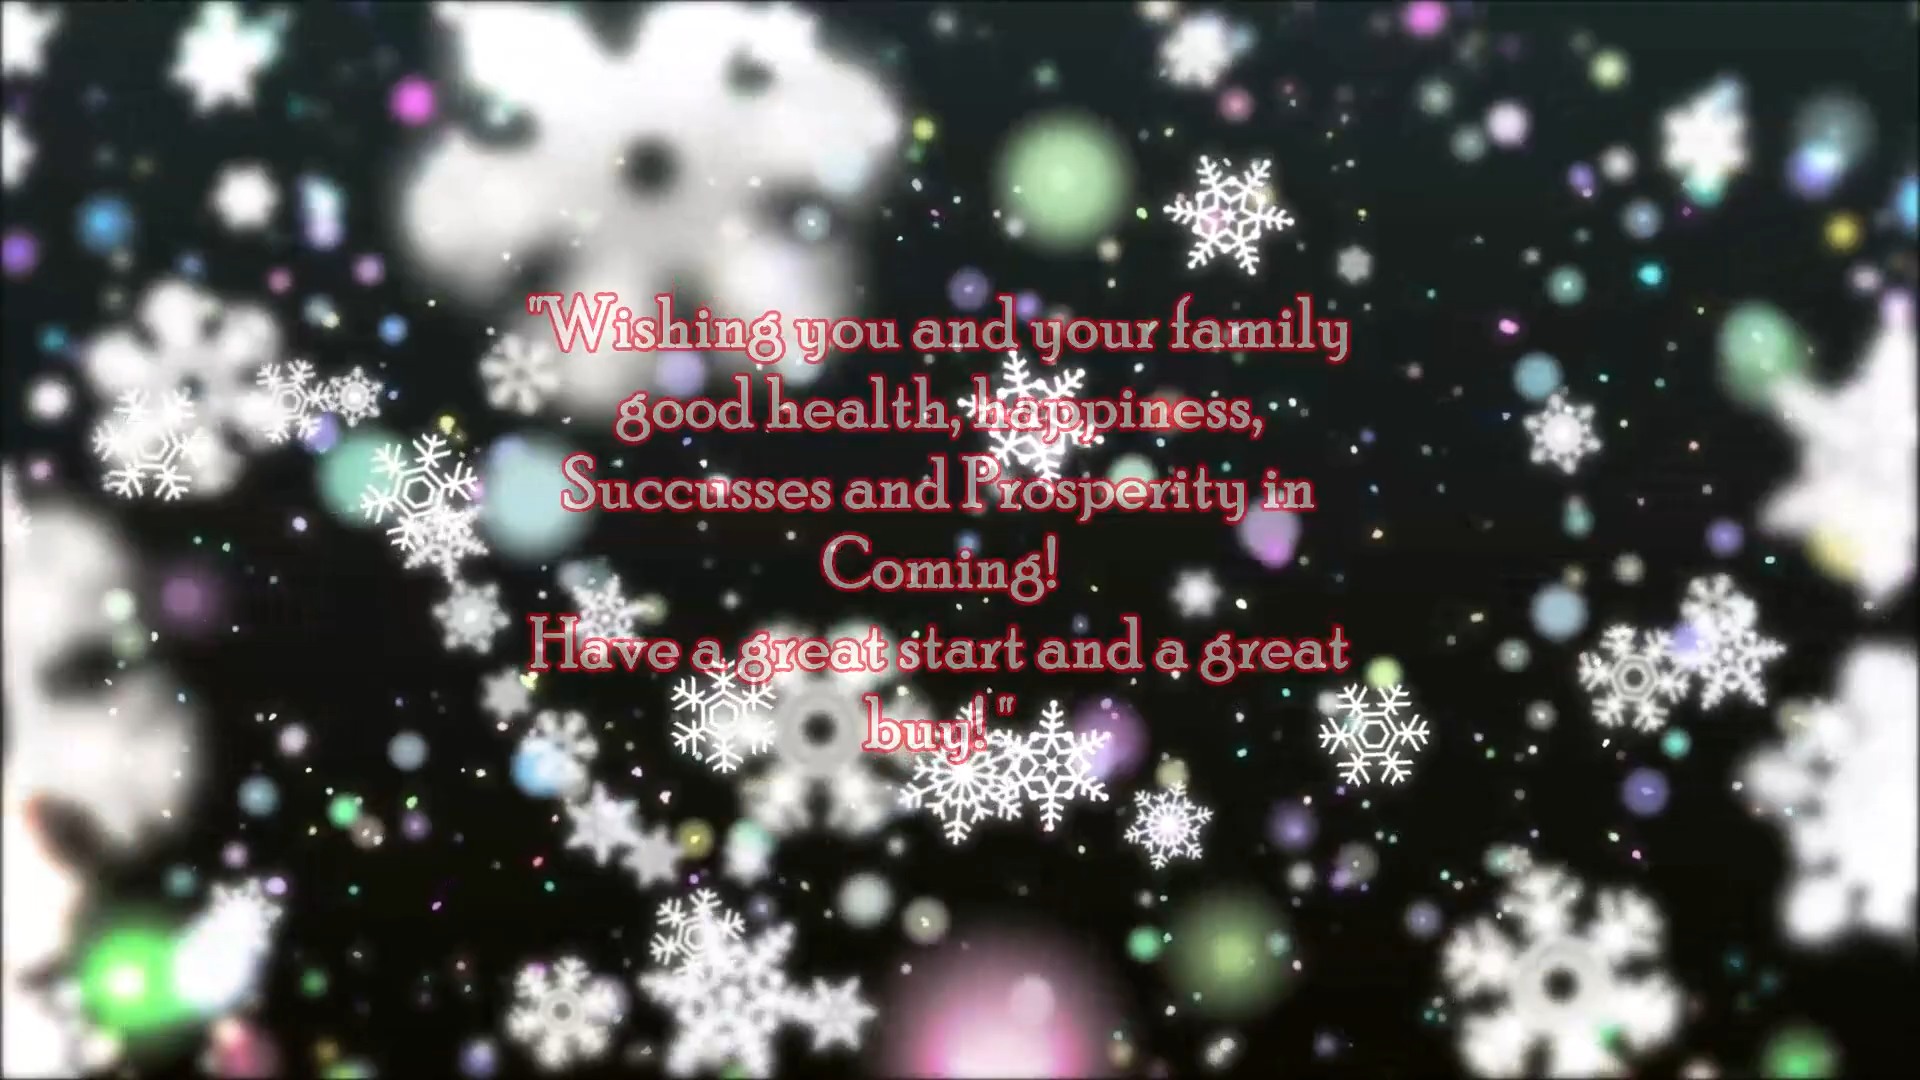 "Wishing you and your family
good health, happiness,
Succusses and Prosperity in
Coming!
Have a great start and a great
buy! "